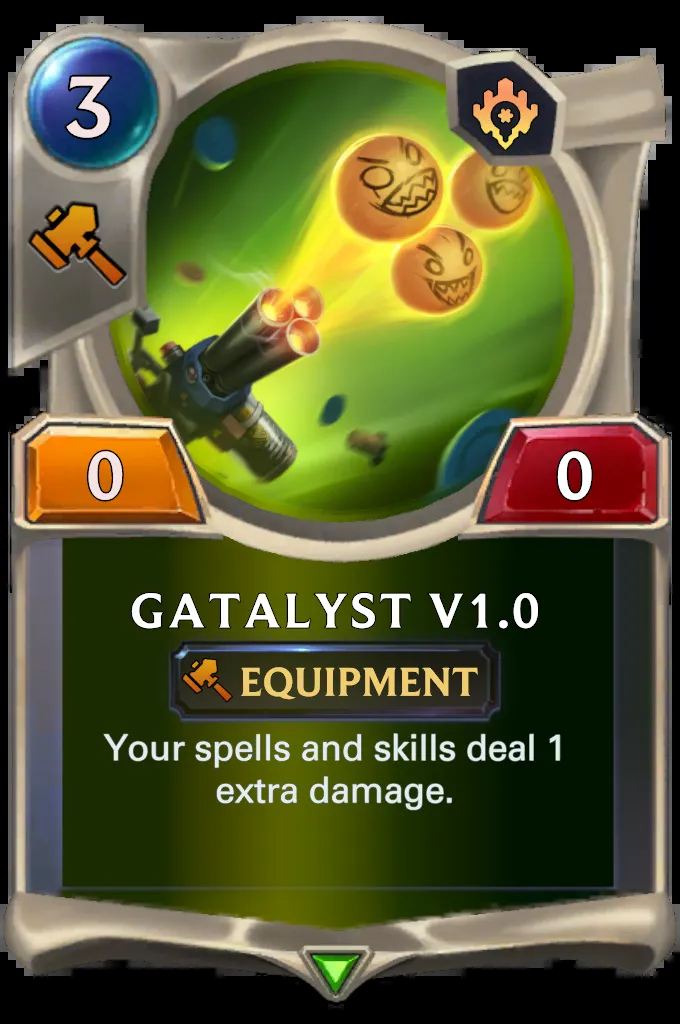 3
0
0
GATALYST V1.0
EQUIPMENT
Your spells and skills deal 1
extra damage.